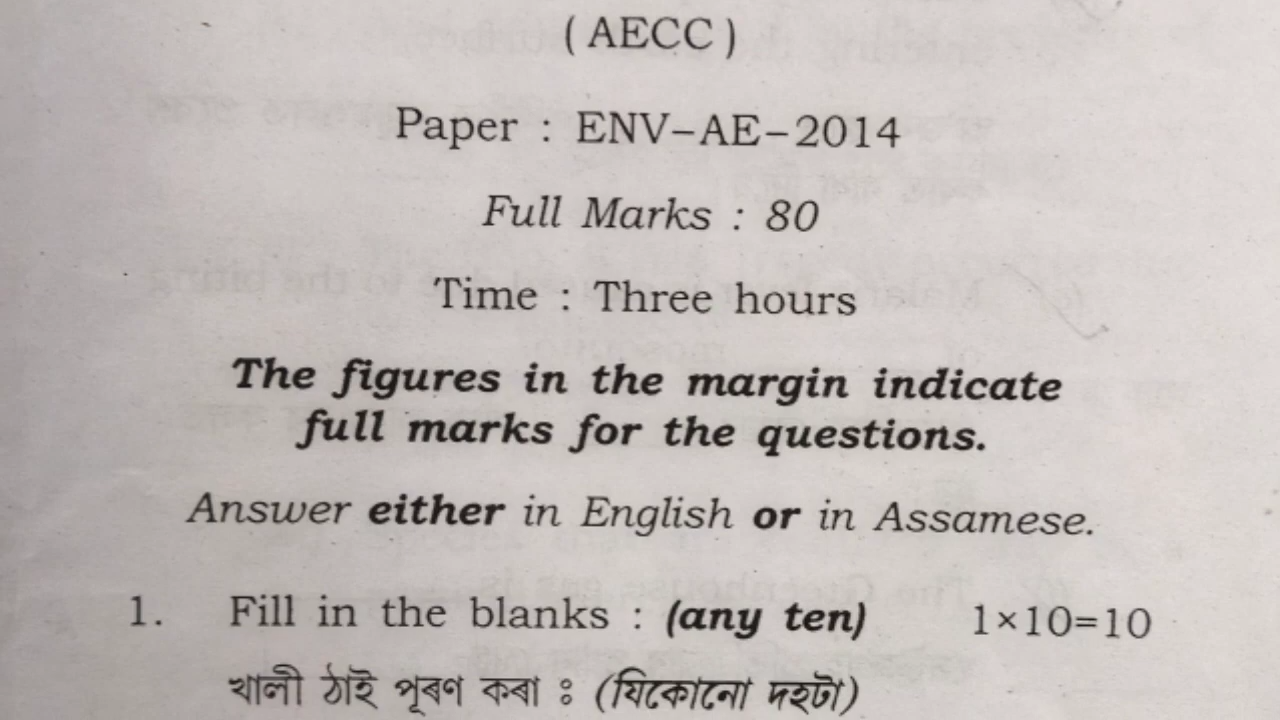 ( AECC )
Paper : ENV–AE–2014
Full Marks : 80
Time : Three hours
The figures in the margin indicate
full marks for the questions.
Answer either in English or in Assamese.
1. Fill in the blanks : (any ten) 1×10=10
খালী ঠাই পূৰণ কৰা ঃ (যিকোনো দহটা)